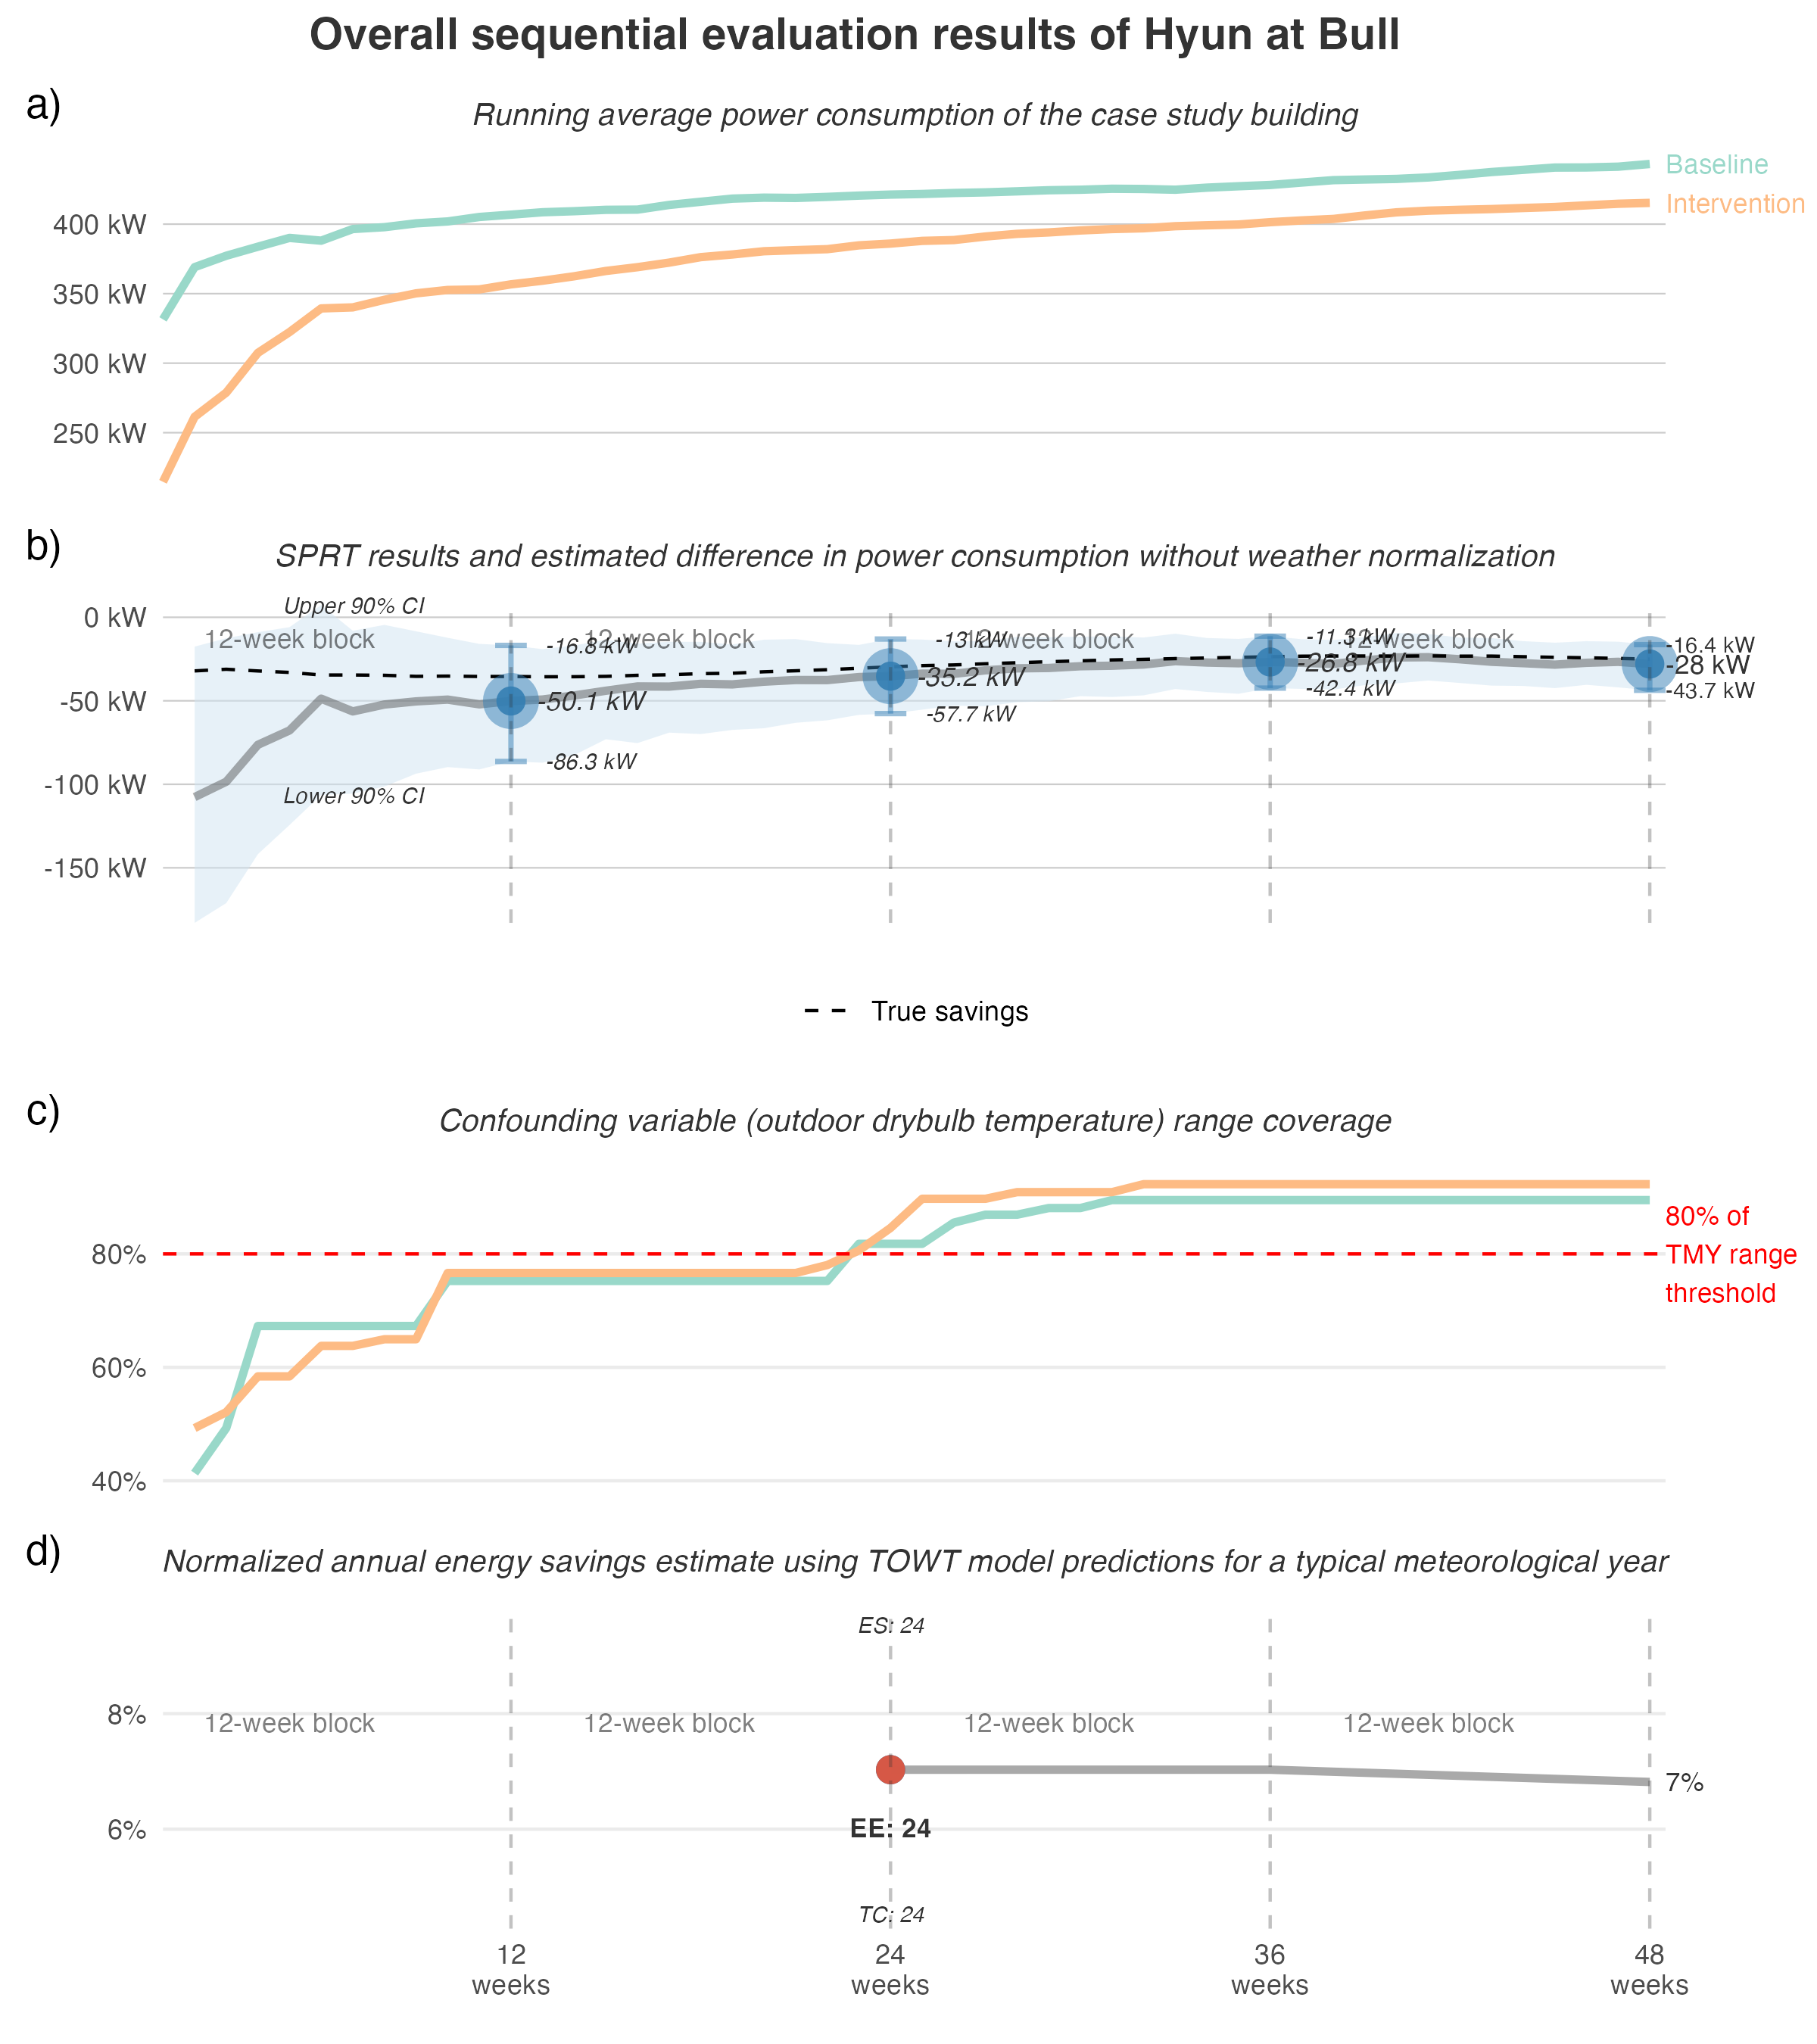 Overall sequential evaluation results of Hyun at Bull
a)
Running average power consumption of the case study building
Baseline
Intervention
400 kW
350 kW
300 kW
250 kW
b)
SPRT results and estimated difference in power consumption without weather normalization
Upper 90% CI
0 kW
12-week block
12-week block
12-week block
12-week block
-16.8 kW
-13 kW
-11.3 kW
-16.4 kW
-50.1 kW
-35.2 kW
-26.8 kW
-28 kW
-86.3 kW
-57.7 kW
-42.4 kW
-43.7 kW
-50 kW
Lower 90% CI
-100 kW
-150 kW
True savings
c)
Confounding variable (outdoor drybulb temperature) range coverage
80% of
TMY range
threshold
80%
60%
40%
d)
Normalized annual energy savings estimate using TOWT model predictions for a typical meteorological year
ES: 24
8%
12-week block
12-week block
12-week block
12-week block
7%
6%
EE: 24
TC: 24
12
weeks
24
weeks
36
weeks
48
weeks